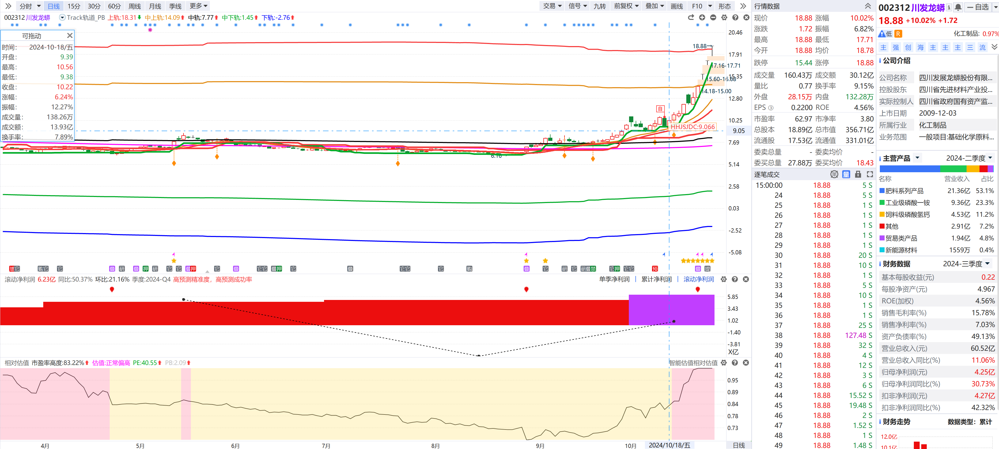 分时 日线 15分 30分 60分 周线 月线 季线 更多 交易 信号 九转 前复权 叠加 画线 F10 形态
002312 川发龙蟒 Track轨道_PB 上轨:18.31 中上轨:14.09 中轨:7.77 中下轨:1.45 下轨:-2.76
可拖动
时间: 2024-10-18/五
开盘: 9.39
最高: 10.56
最低: 9.38
收盘: 10.22
涨幅: 6.24%
振幅: 12.27%
成交量: 138.26万
成交额: 13.93亿
换手率: 7.89%
20.46
18.88
17.91
17.16-17.71
15.35
15.60-16.68
14.18-15.00
12.80
自
10.25
HHJSJDC:9.066
9.05
7.69
6.16
5.14
2.58
0.03
-2.52
-5.08
增 它 购 它 它 叠 研 叠 押 研 它 它 叠 押 它 叠 它 它 叠 押 它 叠 它 它 它 购 叠 它 研 它 研 叠 禁 它 押 它 它 预 叠 提
滚动净利润 6.23亿 同比:50.37% 环比:21.16% 季度:2024-Q4 高预测精准度，高预测成功率 单季净利润 累计净利润 滚动净利润
5.85
3.43
1.02
-1.40
-3.81
X亿
相对估值 市盈率高度:83.22% 估值:正常偏高 PE:40.55 PB:2.09 智能估值相对估值
0.95
0.89
0.84
0.78
0.73
4月 5月 6月 7月 8月 9月 10月 2024/10/18/五 日线
行情数据
现价 18.88 涨幅 10.02%
涨跌 1.72 振幅 6.82%
最高 18.88 最低 17.71
今开 18.88 均价 18.78
跌停 15.44 涨停 18.88
成交量 160.43万 成交额 30.12亿
量比 0.77 换手率 9.15%
外盘 28.15万 内盘 132.28万
EPS ③ 0.2200 ROE 4.56%
市盈率 62.97 市净率 3.80
总股本 18.89亿 总市值 356.71亿
流通股 17.53亿 流通值 331.01亿
委卖总量 - 委卖均价 -
委买总量 27.88万 委买均价 18.43
逐笔成交 单 量
15:00:00 18.88 5 S
24 18.88 5 S
25 18.88 1 S
26 18.88 1 S
27 18.88 1 S
28 18.88 1 S
29 18.88 1 S
30 18.88 20 S
31 18.88 10 S
32 18.88 1 S
33 18.88 5 S
34 18.88 10 S
35 18.88 1 S
36 18.88 1 S
37 18.88 25 S
38 18.88 127.48 S
39 18.88 32 S
40 18.88 4 S
41 18.88 12 S
42 18.88 3 S
43 18.88 6 S
44 18.88 15.52 S
45 18.88 19.48 S
46 18.88 2 S
47 18.88 1.52 S
48 18.88 1 S
49 18.88 1.48 S
002312 川发龙蟒 自选
18.88 +10.02% +1.72
低 R 化工制品: 0.97%
主 强 创 海 主 主 主 三 流
公司介绍
公司名称 四川发展龙蟒股份有限...
控股股东 四川省先进材料产业投...
实际控制人 四川省政府国有资产监...
上市日期 2009-12-03
所属行业 化工制品
业务范围 一般项目:基础化学原料...
主营产品 2024-二季度
名称 营业收入 占比
肥料系列产品 21.36亿 53.1%
工业级磷酸一铵 9.36亿 23.3%
饲料级磷酸氢钙 4.53亿 11.2%
其他 2.91亿 7.2%
贸易类产品 1.94亿 4.8%
新能源材料 1559万 0.4%
财务数据 2024-三季度
基本每股收益(元) 0.22
每股净资产(元) 4.967
ROE(加权) 4.56%
销售毛利率(%) 15.78%
销售净利率(%) 7.03%
资产负债率(%) 49.13%
营业总收入(元) 60.52亿
营业总收入同比(%) 11.06%
归母净利润(元) 4.25亿
归母净利润同比(%) 30.73%
扣非净利润(元) 4.27亿
扣非净利润同比(%) 42.32%
财务走势 数据类型：累计
12.0亿
10.1亿